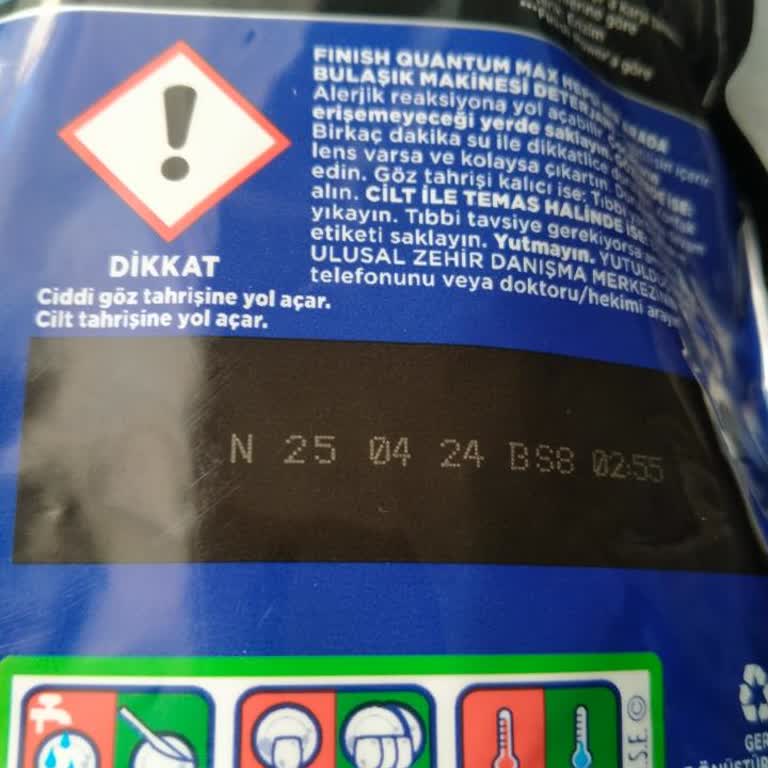 FINISH QUANTUM MAX
BULAŞIK MAKİNESİ
Alerjik reaksiyona yol açabilir
erişemeyeceği yerde saklayın.
Birkaç dakika su ile dikkatlice
lens varsa ve kolaysa çıkartın.
edin. Göz tahrişi kalıcı ise: Tıbbi
alın. CİLT İLE TEMAS HALİNDE İSE:
yıkayın. Tıbbi tavsiye gerekiyorsa
etiketi saklayın. Yutmayın.
ULUSAL ZEHİR DANIŞMA
telefonunu veya doktoru/hekimi
DİKKAT
Ciddi göz tahrişine yol açar.
Cilt tahrişine yol açar.
N 25 04 24 BS8 02:55